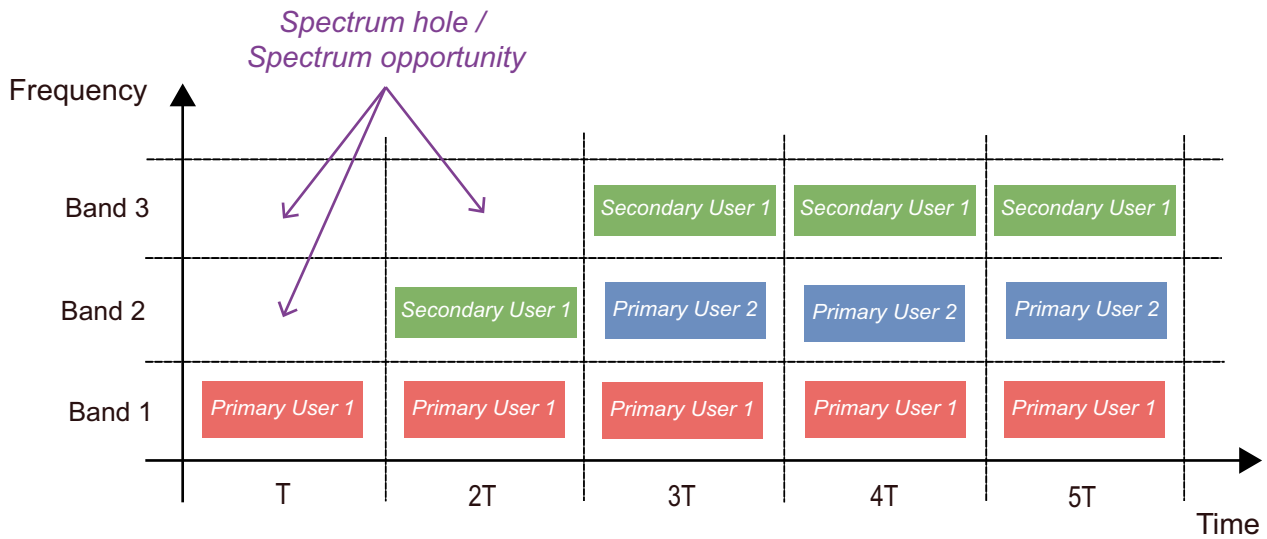 Spectrum hole /
Spectrum opportunity
Frequency
Band 3
Secondary User 1
Secondary User 1
Secondary User 1
Band 2
Secondary User 1
Primary User 2
Primary User 2
Primary User 2
Band 1
Primary User 1
Primary User 1
Primary User 1
Primary User 1
Primary User 1
T
2T
3T
4T
5T
Time